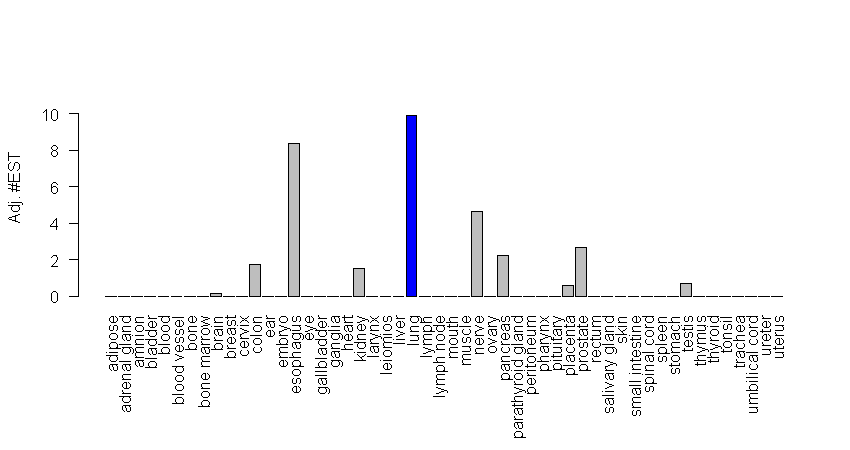 Adj. #EST
10
8
6
4
2
0
adipose
adrenal gland
amnion
bladder
blood
blood vessel
bone
bone marrow
brain
breast
cervix
colon
ear
embryo
esophagus
eye
gallbladder
ganglia
heart
kidney
larynx
leiomios
liver
lung
lymph
lymph node
mouth
muscle
nerve
ovary
pancreas
parathyroid gland
peritoneum
pharynx
pituitary
placenta
prostate
rectum
salivary gland
skin
small intestine
spinal cord
spleen
stomach
testis
thymus
thyroid
tonsil
trachea
umbilical cord
ureter
uterus